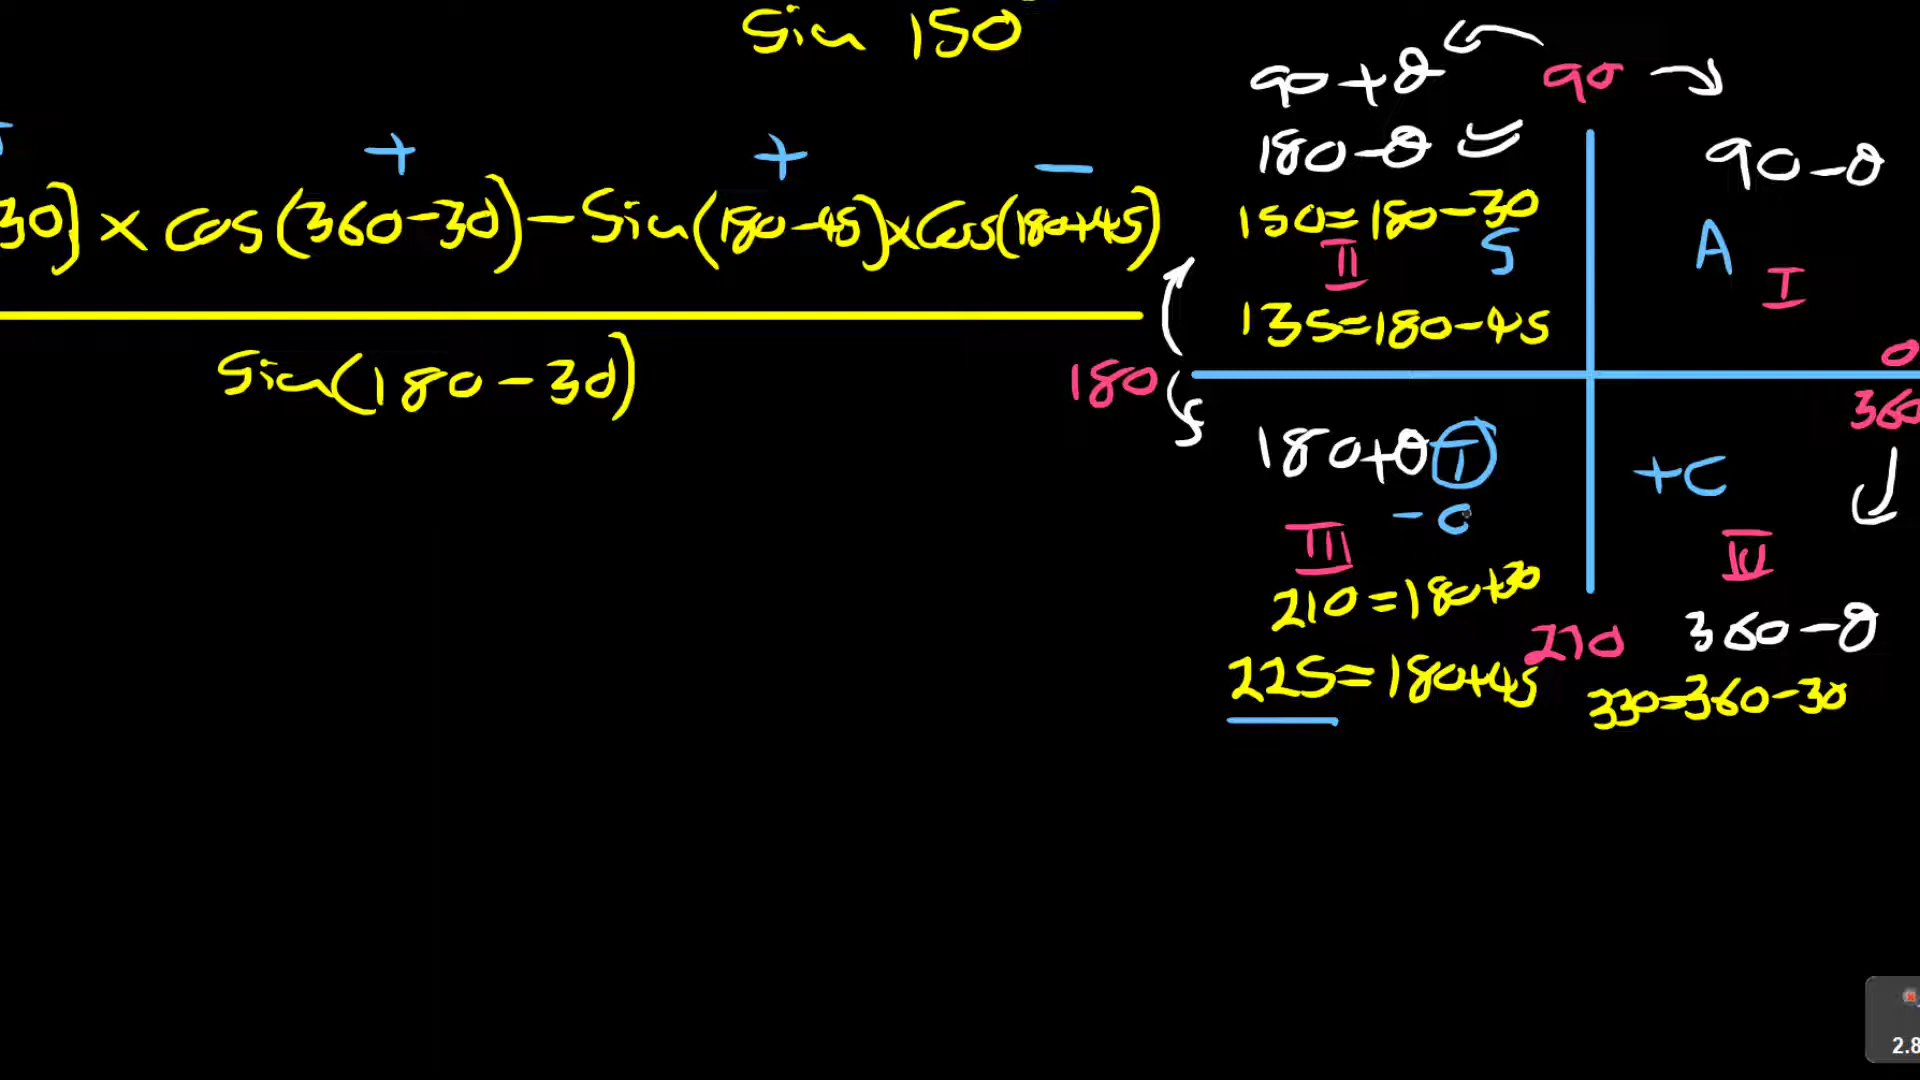 Sin 150
+ + −
30) × Cos(360-30) - Sin(180-45) × Cos(180+45)
Sin(180-30)
90+θ 90
180-θ 90-θ
150=180-30
II S A I
135=180-45
180 0
360
180+θ T +C
- C
III IV
210=180+30
270 360-θ
225=180+45 330=360-30
2.8